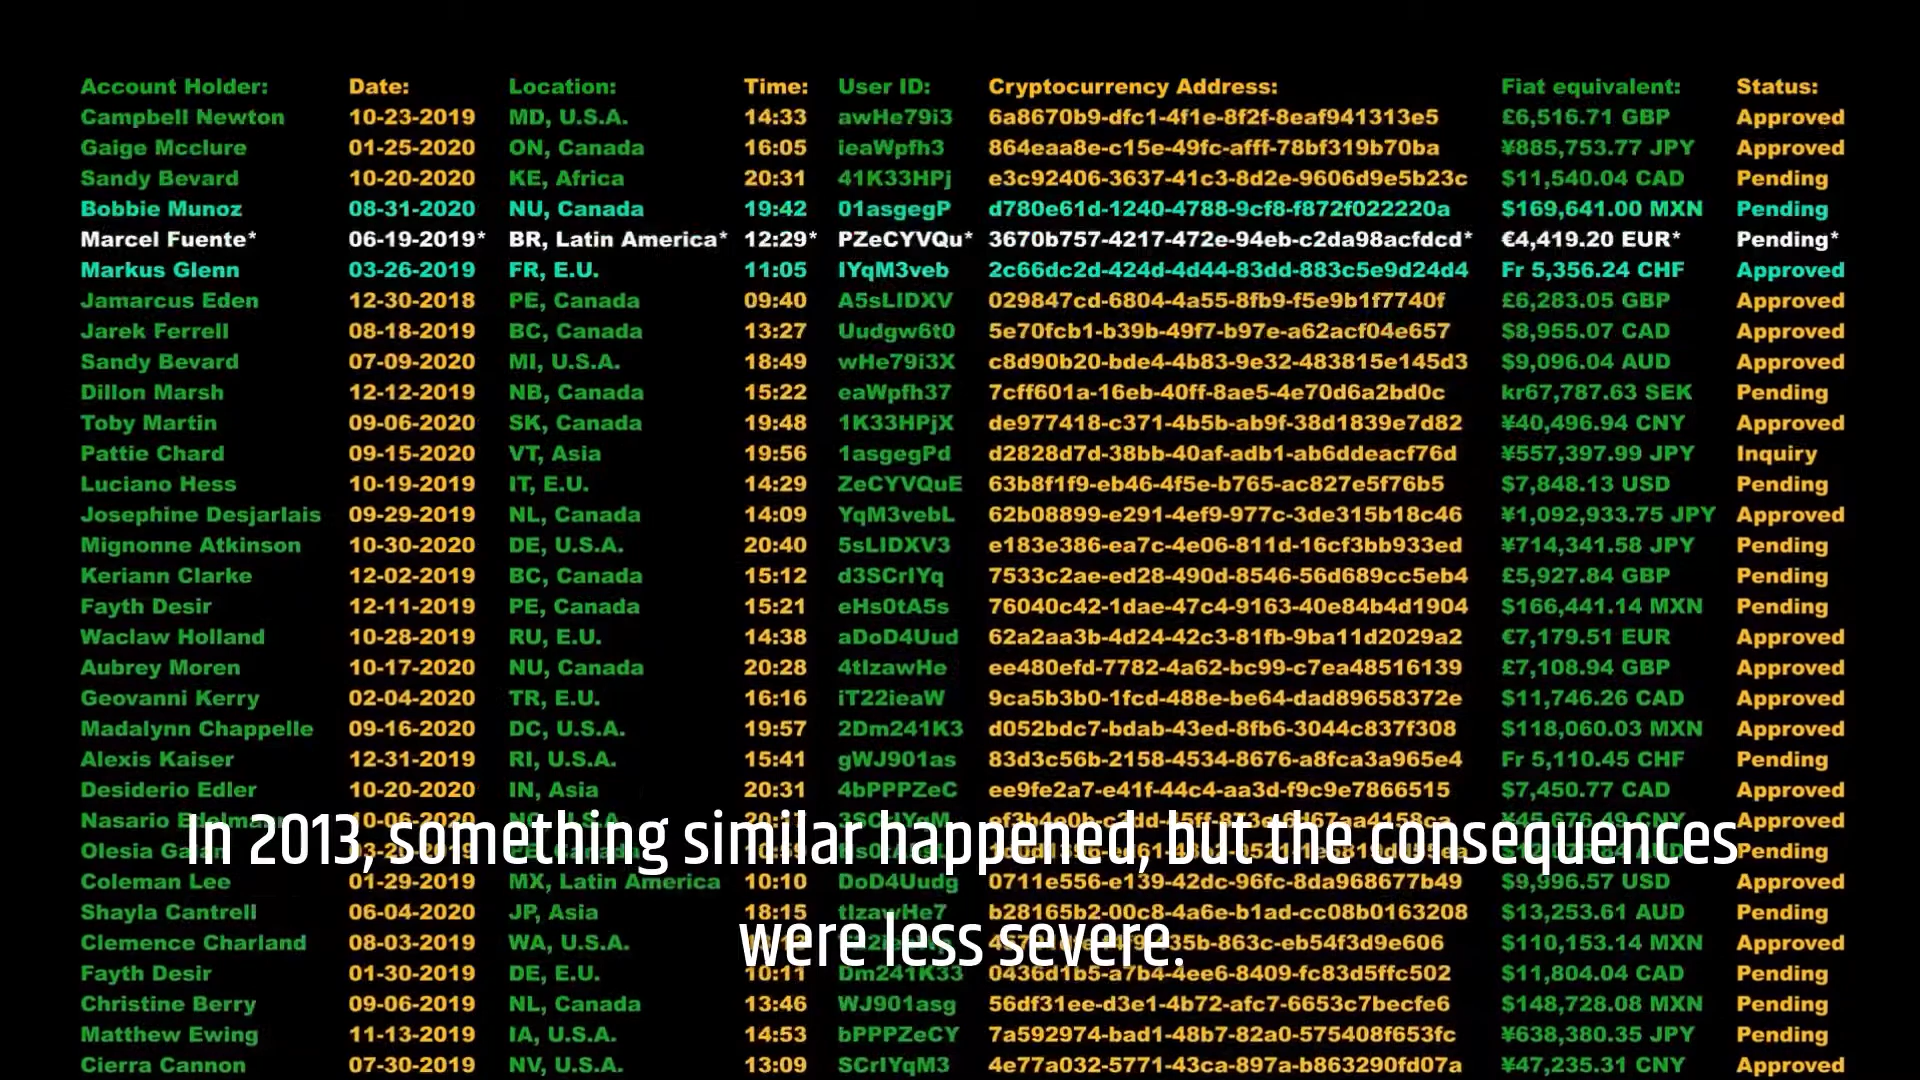 Account Holder: Date: Location: Time: User ID: Cryptocurrency Address: Fiat equivalent: Status:
Campbell Newton 10-23-2019 MD, U.S.A. 14:33 awHe79i3 6a8670b9-dfc1-4f1e-8f2f-8eaf941313e5 £6,516.71 GBP Approved
Gaige Mcclure 01-25-2020 ON, Canada 16:05 ieaWpfh3 864eaa8e-c15e-49fc-afff-78bf319b70ba ¥885,753.77 JPY Approved
Sandy Bevard 10-20-2020 KE, Africa 20:31 41K33HPj e3c92406-3637-41c3-8d2e-9606d9e5b23c $11,540.04 CAD Pending
Bobbie Munoz 08-31-2020 NU, Canada 19:42 01asgegP d780e61d-1240-4788-9cf8-f872f022220a $169,641.00 MXN Pending
Marcel Fuente* 06-19-2019* BR, Latin America* 12:29* PZeCYVQu* 3670b757-4217-472e-94eb-c2da98acfdcd* €4,419.20 EUR* Pending*
Markus Glenn 03-26-2019 FR, E.U. 11:05 lYqM3veb 2c66dc2d-424d-4d44-83dd-883c5e9d24d4 Fr 5,356.24 CHF Approved
Jamarcus Eden 12-30-2018 PE, Canada 09:40 A5sLIDXV 029847cd-6804-4a55-8fb9-f5e9b1f7740f £6,283.05 GBP Approved
Jarek Ferrell 08-18-2019 BC, Canada 13:27 Uudgw6t0 5e70fcb1-b39b-49f7-b97e-a62acf04e657 $8,955.07 CAD Approved
Sandy Bevard 07-09-2020 MI, U.S.A. 18:49 wHe79i3X c8d90b20-bde4-4b83-9e32-483815e145d3 $9,096.04 AUD Approved
Dillon Marsh 12-12-2019 NB, Canada 15:22 eaWpfh37 7cff601a-16eb-40ff-8ae5-4e70d6a2bd0c kr67,787.63 SEK Pending
Toby Martin 09-06-2020 SK, Canada 19:48 1K33HPjX de977418-c371-4b5b-ab9f-38d1839e7d82 ¥40,496.94 CNY Approved
Pattie Chard 09-15-2020 VT, Asia 19:56 1asgegPd d2828d7d-38bb-40af-adb1-ab6ddeacf76d ¥557,397.99 JPY Inquiry
Luciano Hess 10-19-2019 IT, E.U. 14:29 ZeCYVQuE 63b8f1f9-eb46-4f5e-b765-ac827e5f76b5 $7,848.13 USD Pending
Josephine Desjarlais 09-29-2019 NL, Canada 14:09 YqM3vebL 62b08899-e291-4ef9-977c-3de315b18c46 ¥1,092,933.75 JPY Approved
Mignonne Atkinson 10-30-2020 DE, U.S.A. 20:40 5sLIDXV3 e183e386-ea7c-4e06-811d-16cf3bb933ed ¥714,341.58 JPY Pending
Keriann Clarke 12-02-2019 BC, Canada 15:12 d3SCrlYq 7533c2ae-ed28-490d-8546-56d689cc5eb4 £5,927.84 GBP Pending
Fayth Desir 12-11-2019 PE, Canada 15:21 eHs0tA5s 76040c42-1dae-47c4-9163-40e84b4d1904 $166,441.14 MXN Pending
Waclaw Holland 10-28-2019 RU, E.U. 14:38 aDoD4Uud 62a2aa3b-4d24-42c3-81fb-9ba11d2029a2 €7,179.51 EUR Approved
Aubrey Moren 10-17-2020 NU, Canada 20:28 4tIzawHe ee480efd-7782-4a62-bc99-c7ea48516139 £7,108.94 GBP Approved
Geovanni Kerry 02-04-2020 TR, E.U. 16:16 iT22ieaW 9ca5b3b0-1fcd-488e-be64-dad89658372e $11,746.26 CAD Approved
Madalynn Chappelle 09-16-2020 DC, U.S.A. 19:57 2Dm241K3 d052bdc7-bdab-43ed-8fb6-3044c837f308 $118,060.03 MXN Approved
Alexis Kaiser 12-31-2019 RI, U.S.A. 15:41 gWJ901as 83d3c56b-2158-4534-8676-a8fca3a965e4 Fr 5,110.45 CHF Pending
Desiderio Edler 10-20-2020 IN, Asia 20:31 4bPPPZeC ee9fe2a7-e41f-44c4-aa3d-f9c9e7866515 $7,450.77 CAD Approved
Nasario CNY Approved
In 2013, something similar happened, but the consequences
Olesia Pending
Coleman Lee 01-29-2019 MX, Latin America 10:10 DoD4Uudg 0711e556-e139-42dc-96fc-8da968677b49 $9,996.57 USD Approved
Shayla Cantrell 06-04-2020 JP, Asia 18:15 tIzawHe7 b28165b2-00c8-4a6e-b1ad-cc08b0163208 $13,253.61 AUD Pending
were less severe.
Clemence Charland 08-03-2020 WA, U.S.A. $110,153.14 MXN Approved
Fayth Desir 01-30-2020 DE, E.U. 10:11 Dm241K33 0436d1b5-a7b4-4ee6-8409-fc83d5ffc502 $11,804.04 CAD Pending
Christine Berry 09-06-2019 NL, Canada 13:46 WJ901asg 56df31ee-d3e1-4b72-afc7-6653c7becfe6 $148,728.08 MXN Pending
Matthew Ewing 11-13-2019 IA, U.S.A. 14:53 bPPPZeCY 7a592974-bad1-48b7-82a0-575408f653fc ¥638,380.35 JPY Pending
Cierra Cannon 07-30-2019 NV, U.S.A. 13:09 SCrlYqM3 4e77a032-5771-43ca-897a-b863290fd07a ¥47,235.31 CNY Approved